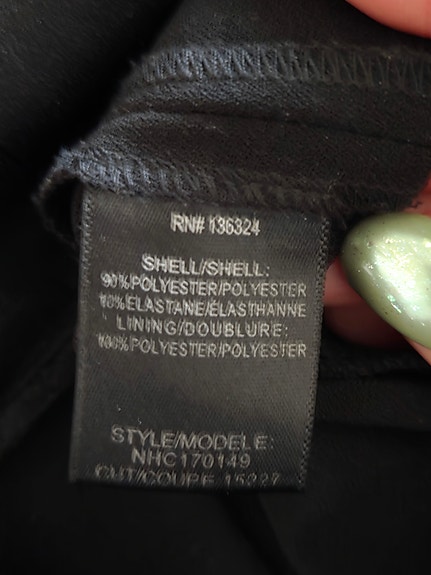 RN# 136324
SHELL/SHELL:
90% POLYESTER/POLYESTER
10% ELASTANE/ÉLASTHANNE
LINING/DOUBLURE:
100% POLYESTER/POLYESTER
STYLE/MODELE:
NHC170149
CUT/COUPE 15227